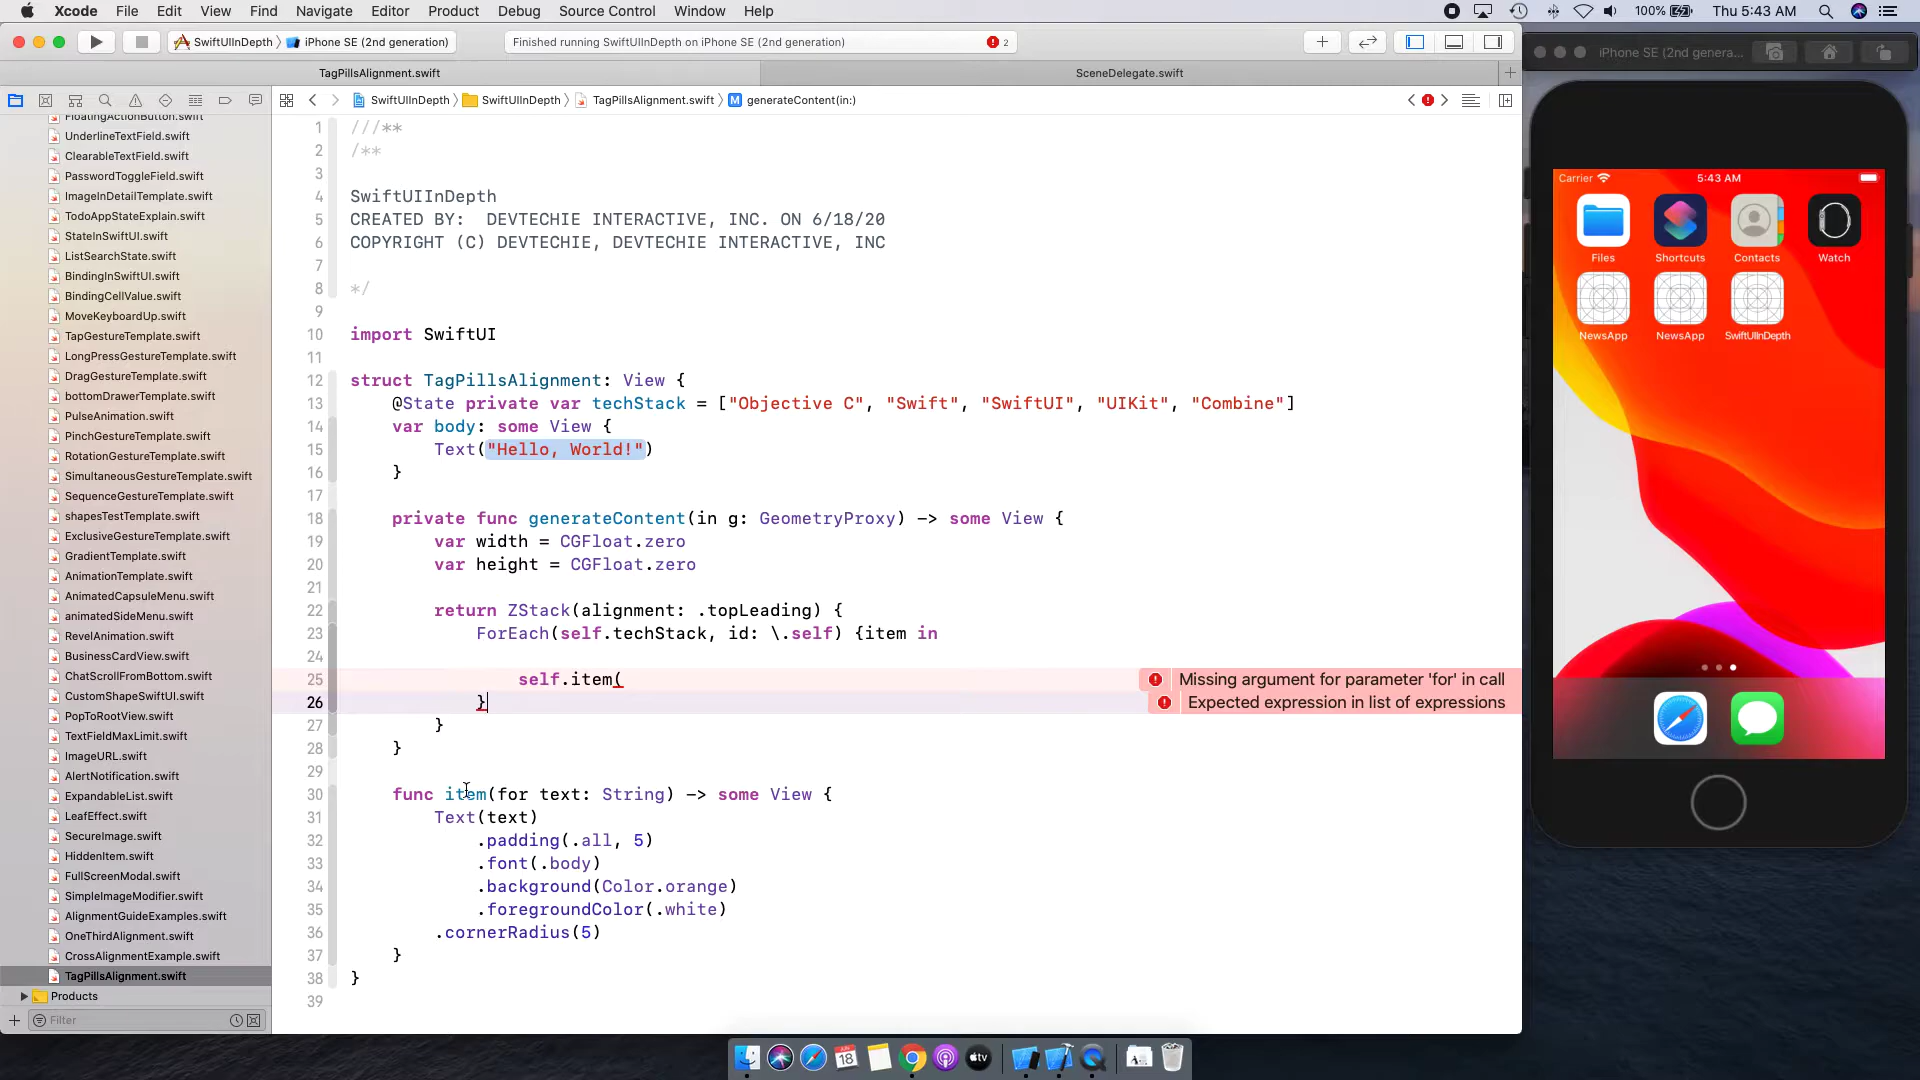 Xcode File Edit View Find Navigate Editor Product Debug Source Control Window Help 100% Thu 5:43 AM
SwiftUIInDepth iPhone SE (2nd generation) Finished running SwiftUIInDepth on iPhone SE (2nd generation) 2
iPhone SE (2nd genera...
TagPillsAlignment.swift SceneDelegate.swift
SwiftUIInDepth SwiftUIInDepth TagPillsAlignment.swift M generateContent(in:)
FloatingActionButton.swift
UnderlineTextField.swift
ClearableTextField.swift
PasswordToggleField.swift
ImageInDetailTemplate.swift
TodoAppStateExplain.swift
StateInSwiftUI.swift
ListSearchState.swift
BindingInSwiftUI.swift
BindingCellValue.swift
MoveKeyboardUp.swift
TapGestureTemplate.swift
LongPressGestureTemplate.swift
DragGestureTemplate.swift
bottomDrawerTemplate.swift
PulseAnimation.swift
PinchGestureTemplate.swift
RotationGestureTemplate.swift
SimultaneousGestureTemplate.swift
SequenceGestureTemplate.swift
shapesTestTemplate.swift
ExclusiveGestureTemplate.swift
GradientTemplate.swift
AnimationTemplate.swift
AnimatedCapsuleMenu.swift
animatedSideMenu.swift
RevelAnimation.swift
BusinessCardView.swift
ChatScrollFromBottom.swift
CustomShapeSwiftUI.swift
PopToRootView.swift
TextFieldMaxLimit.swift
ImageURL.swift
AlertNotification.swift
ExpandableList.swift
LeafEffect.swift
SecureImage.swift
HiddenItem.swift
FullScreenModal.swift
SimpleImageModifier.swift
AlignmentGuideExamples.swift
OneThirdAlignment.swift
CrossAlignmentExample.swift
TagPillsAlignment.swift
Products
Filter
1 ///**
2 /**
3
4 SwiftUIInDepth
5 CREATED BY:  DEVTECHIE INTERACTIVE, INC. ON 6/18/20
6 COPYRIGHT (C) DEVTECHIE, DEVTECHIE INTERACTIVE, INC
7
8 */
9
10 import SwiftUI
11
12 struct TagPillsAlignment: View {
13     @State private var techStack = ["Objective C", "Swift", "SwiftUI", "UIKit", "Combine"]
14     var body: some View {
15         Text("Hello, World!")
16     }
17
18     private func generateContent(in g: GeometryProxy) -> some View {
19         var width = CGFloat.zero
20         var height = CGFloat.zero
21
22         return ZStack(alignment: .topLeading) {
23             ForEach(self.techStack, id: \.self) {item in
24
25                 self.item( Missing argument for parameter 'for' in call
26             } Expected expression in list of expressions
27         }
28     }
29
30     func item(for text: String) -> some View {
31         Text(text)
32             .padding(.all, 5)
33             .font(.body)
34             .background(Color.orange)
35             .foregroundColor(.white)
36         .cornerRadius(5)
37     }
38 }
39
Carrier 5:43 AM
Files Shortcuts Contacts Watch
NewsApp NewsApp SwiftUIInDepth
JUN
18
tv